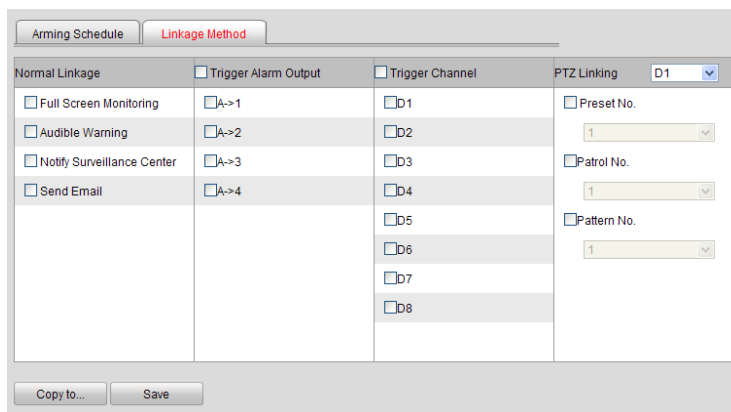 Arming Schedule
Linkage Method
Normal Linkage
Trigger Alarm Output
Trigger Channel
PTZ Linking
D1
Full Screen Monitoring
Audible Warning
Notify Surveillance Center
Send Email
A->1
A->2
A->3
A->4
D1
D2
D3
D4
D5
D6
D7
D8
Preset No.
1
Patrol No.
1
Pattern No.
1
Copy to...
Save